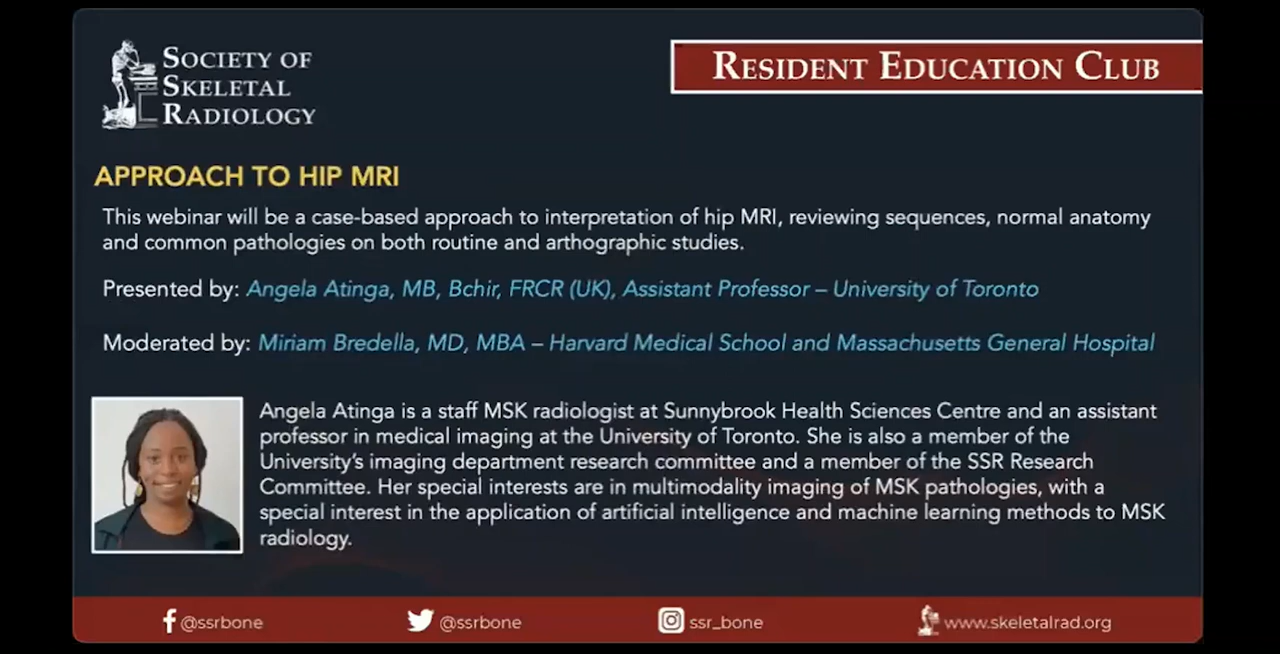 SOCIETY OF
SKELETAL
RADIOLOGY
RESIDENT EDUCATION CLUB
APPROACH TO HIP MRI
This webinar will be a case-based approach to interpretation of hip MRI, reviewing sequences, normal anatomy
and common pathologies on both routine and arthographic studies.
Presented by: Angela Atinga, MB, Bchir, FRCR (UK), Assistant Professor – University of Toronto
Moderated by: Miriam Bredella, MD, MBA – Harvard Medical School and Massachusetts General Hospital
Angela Atinga is a staff MSK radiologist at Sunnybrook Health Sciences Centre and an assistant
professor in medical imaging at the University of Toronto. She is also a member of the
University's imaging department research committee and a member of the SSR Research
Committee. Her special interests are in multimodality imaging of MSK pathologies, with a
special interest in the application of artificial intelligence and machine learning methods to MSK
radiology.
@ssrbone
@ssrbone
ssr_bone
www.skeletalrad.org